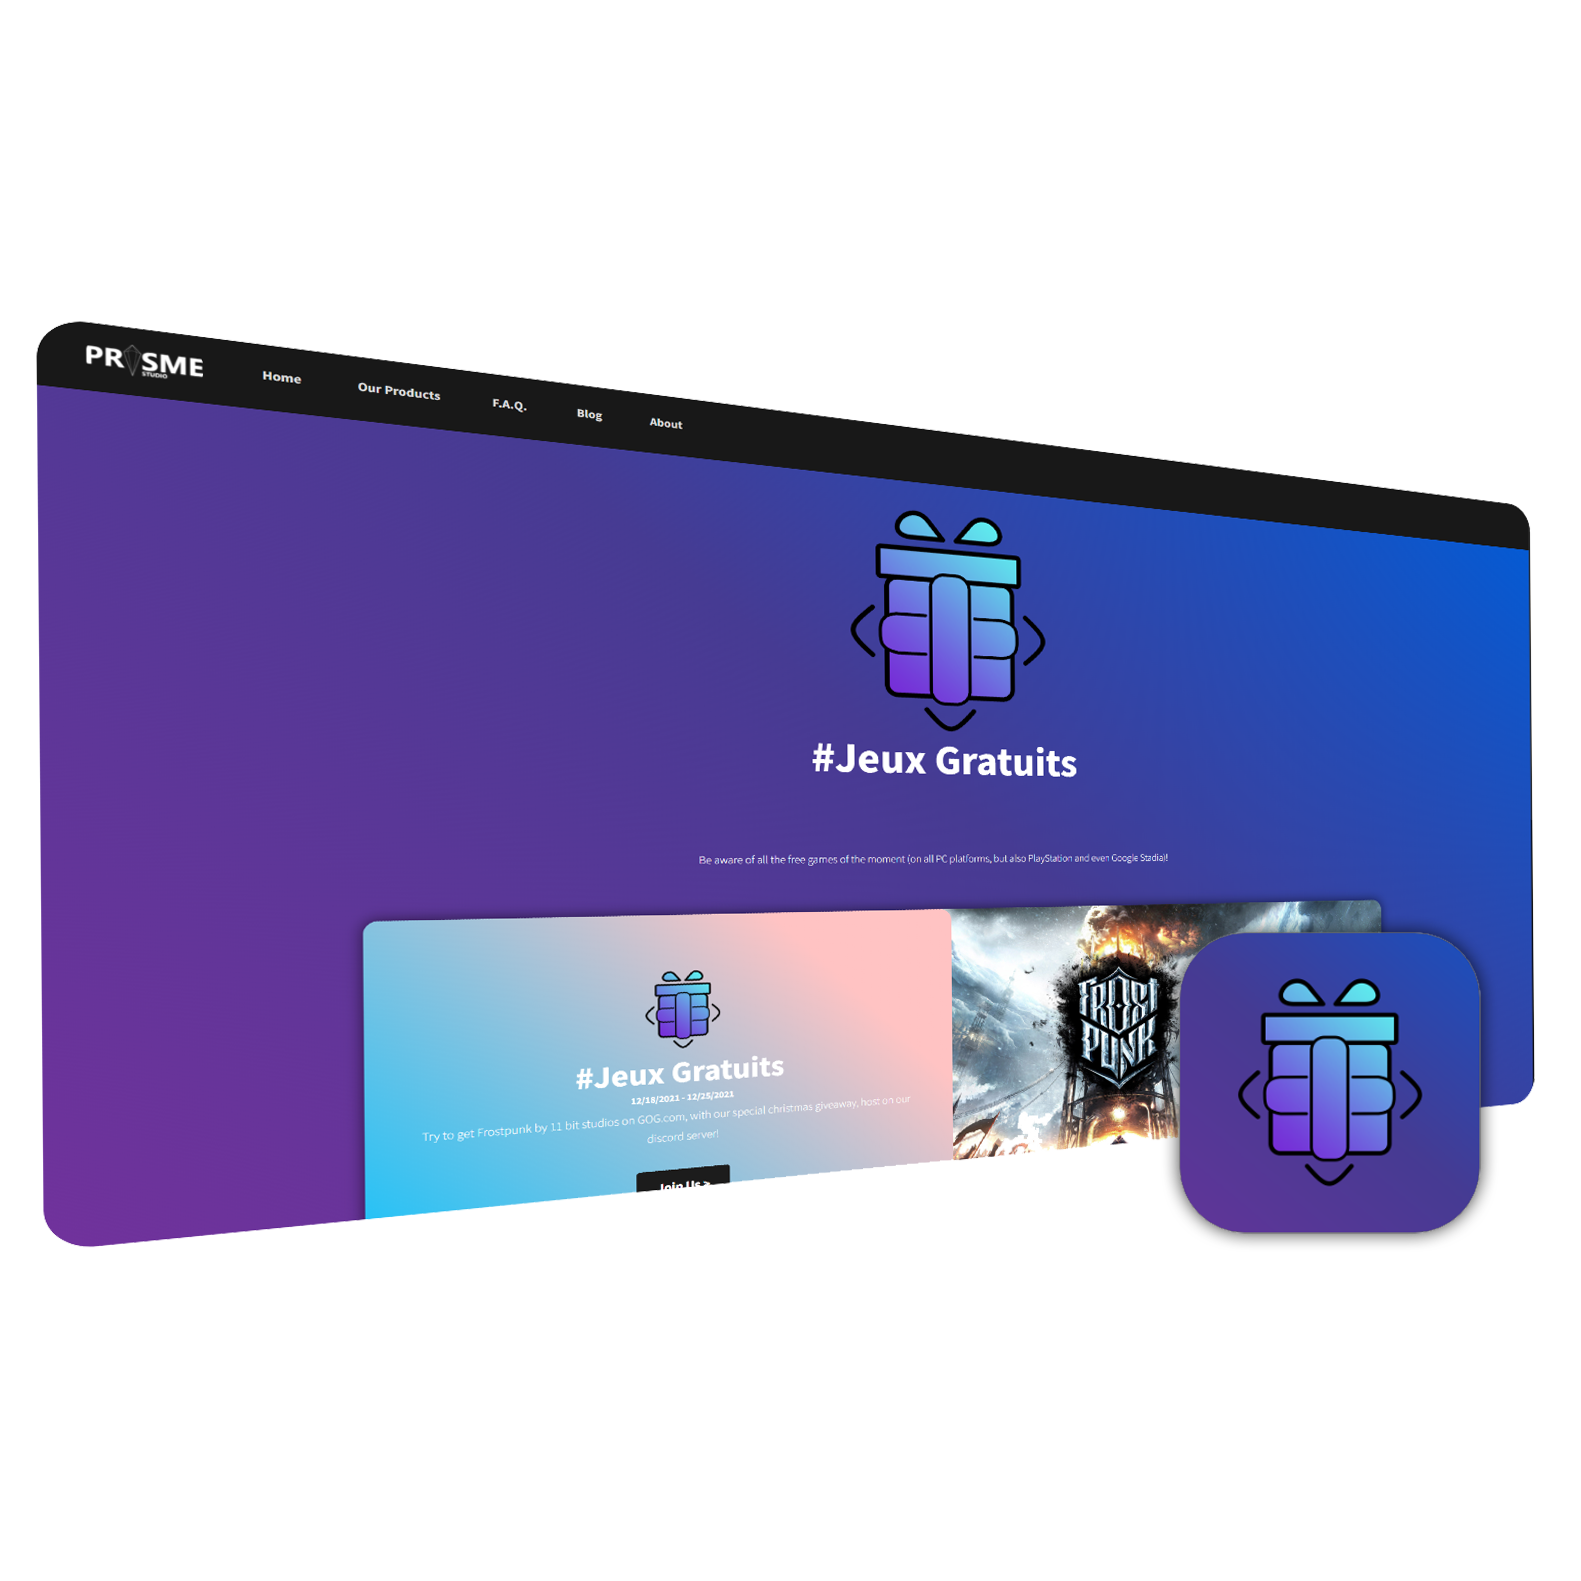 PRISME
STUDIO
Home
Our Products
F.A.Q.
Blog
About
#Jeux Gratuits
Be aware of all the free games of the moment (on all PC platforms, but also PlayStation and even Google Stadia)!
#Jeux Gratuits
12/18/2021 - 12/25/2021
Try to get Frostpunk by 11 bit studios on GOG.com, with our special christmas giveaway, host on our
discord server!
Join Us >
FROST
PUNK